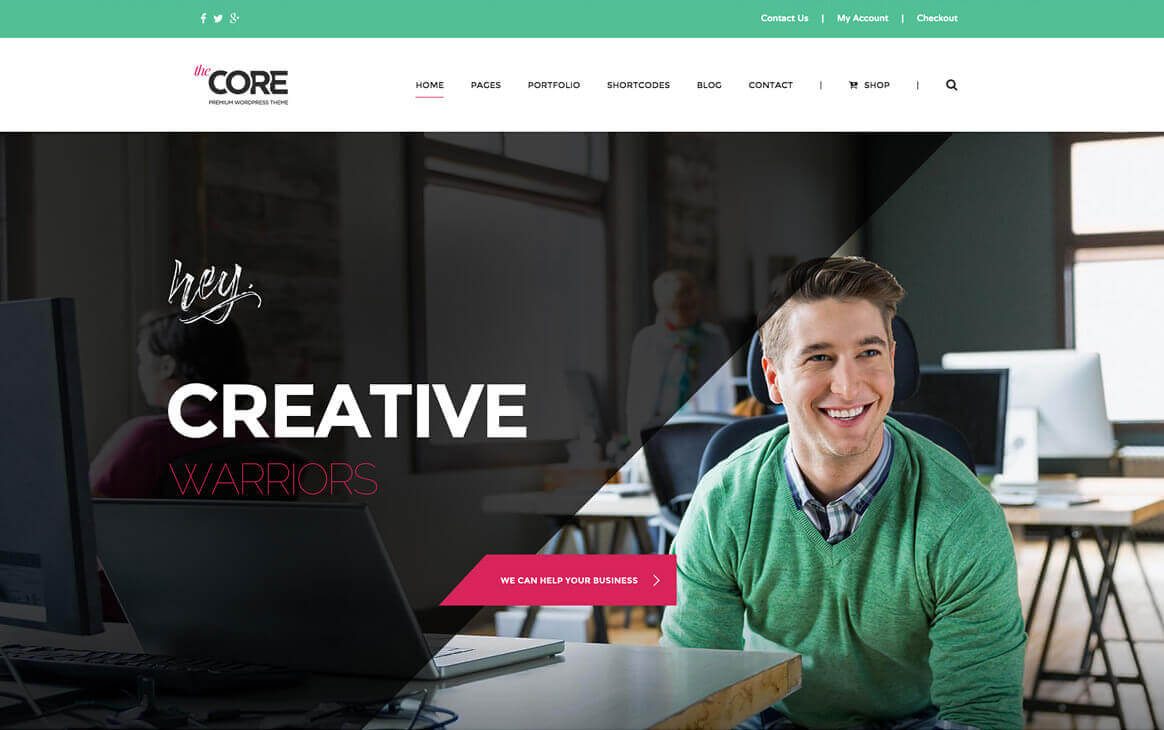 Contact Us | My Account | Checkout
the
CORE
PREMIUM WORDPRESS THEME
HOME PAGES PORTFOLIO SHORTCODES BLOG CONTACT | SHOP |
hey.
CREATIVE
WARRIORS
WE CAN HELP YOUR BUSINESS